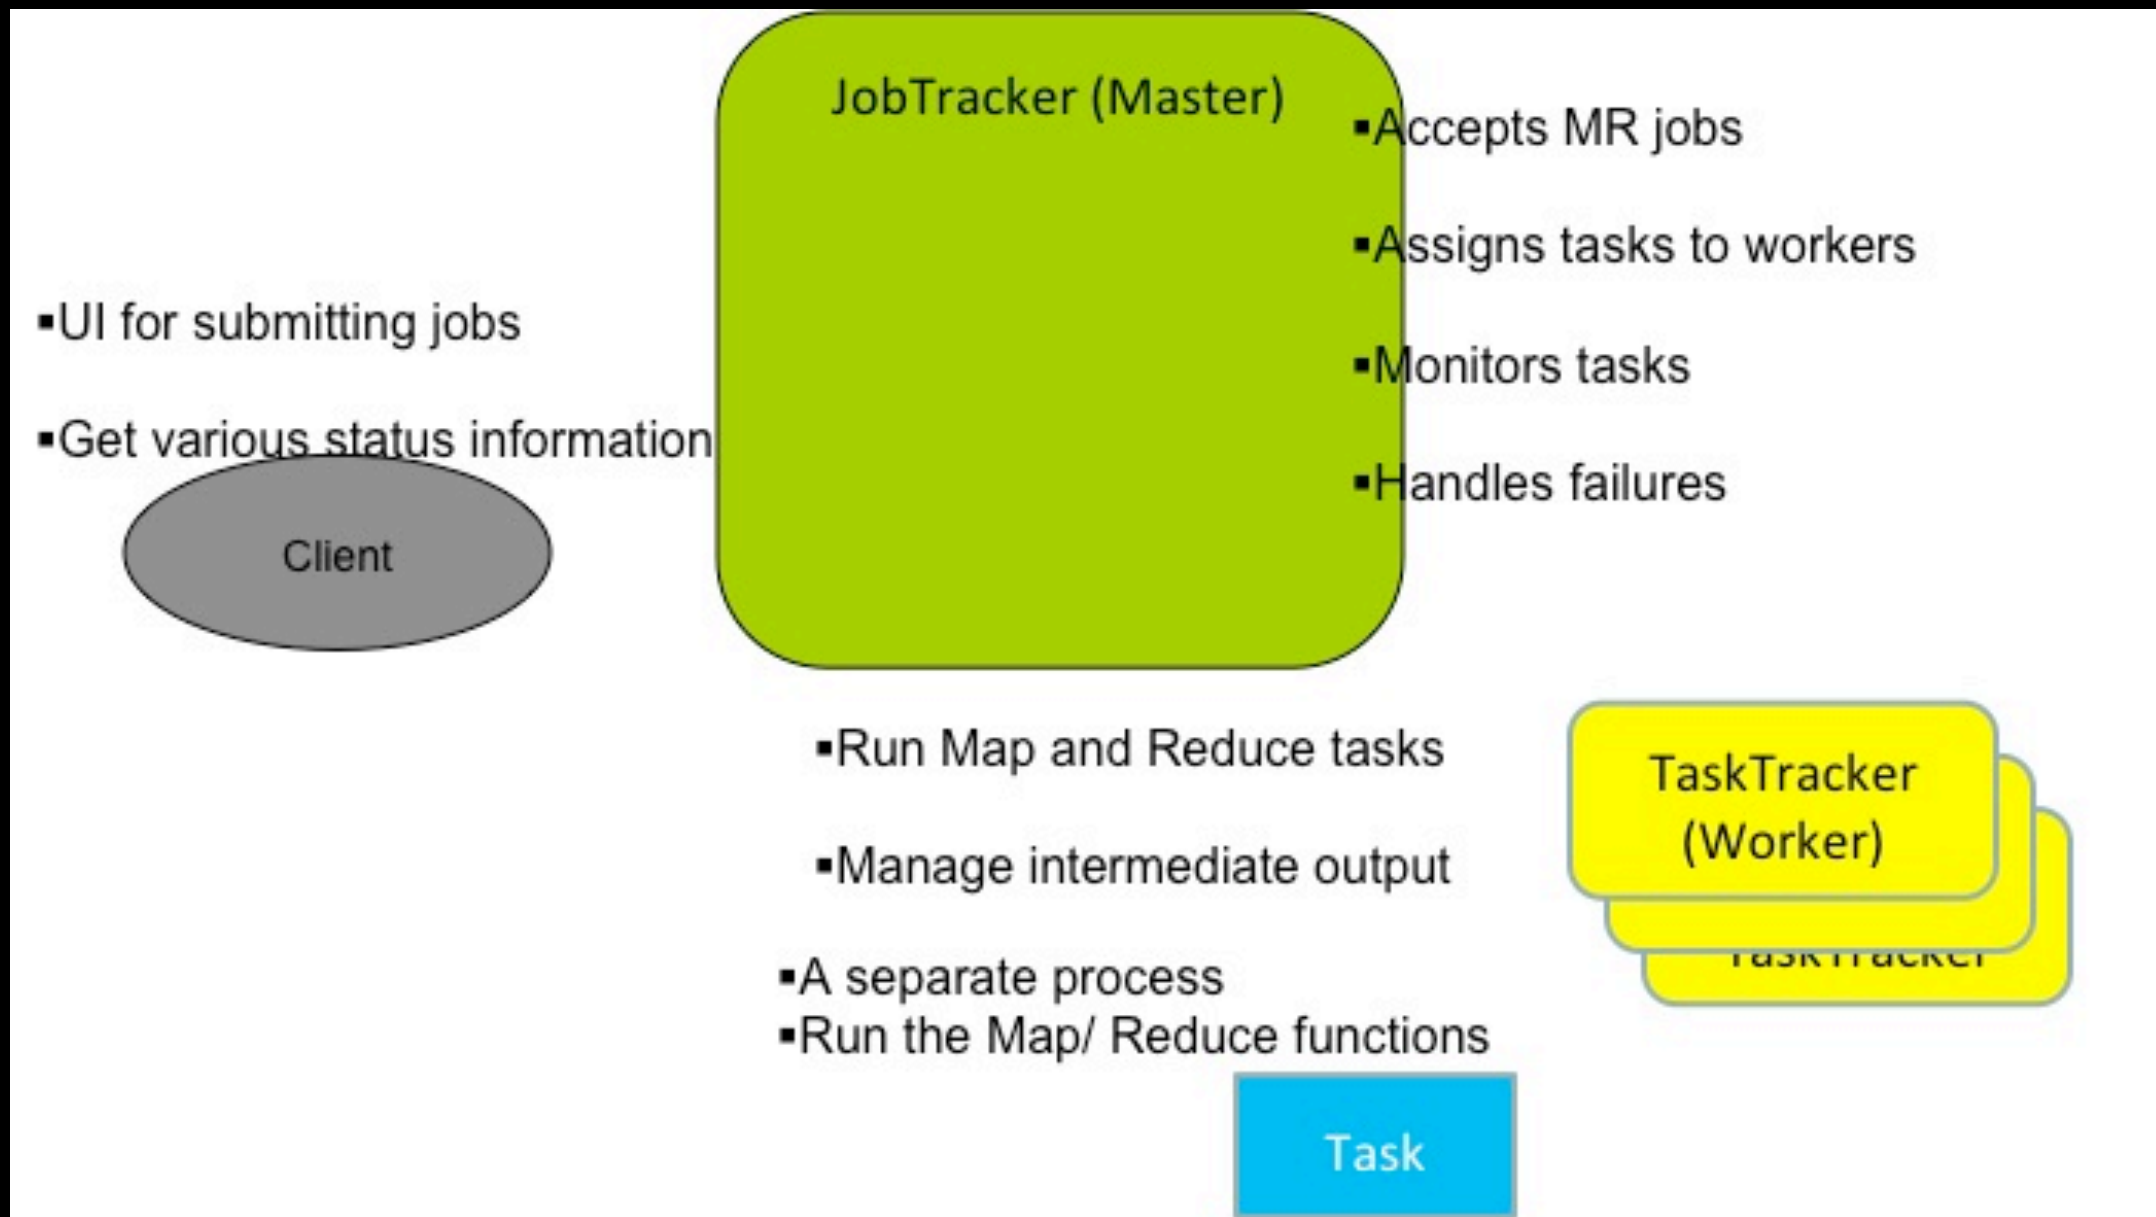 JobTracker (Master)
▪Accepts MR jobs
▪Assigns tasks to workers
▪Monitors tasks
▪Handles failures
▪UI for submitting jobs
▪Get various status information
Client
▪Run Map and Reduce tasks
▪Manage intermediate output
TaskTracker
(Worker)
TaskTracker
▪A separate process
▪Run the Map/ Reduce functions
Task